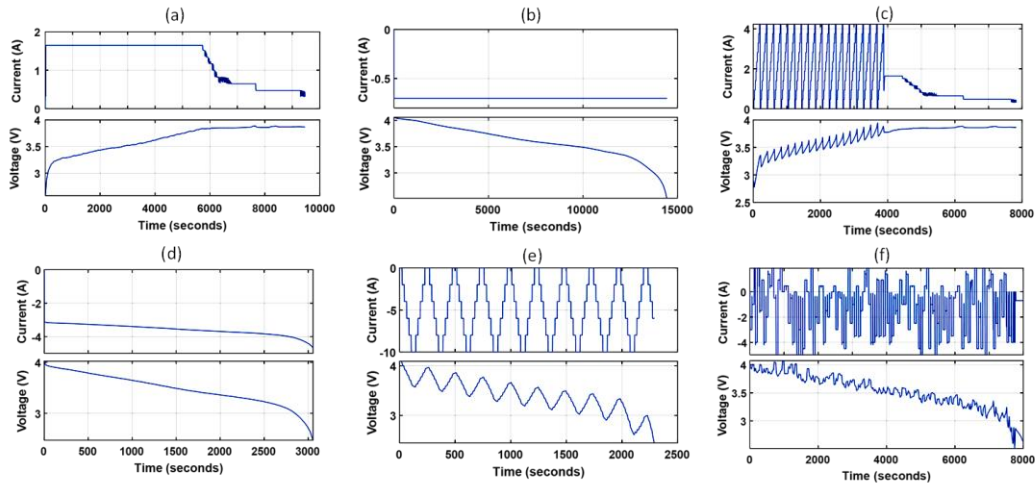 (a)
Current (A)
2
1
0
Voltage (V)
4
3.5
3
0 2000 4000 6000 8000 10000
Time (seconds)
(b)
Current (A)
0
-0.5
Voltage (V)
4
3.5
3
0 5000 10000 15000
Time (seconds)
(c)
Current (A)
4
2
0
Voltage (V)
4
3.5
3
2.5
0 2000 4000 6000 8000
Time (seconds)
(d)
Current (A)
0
-2
-4
Voltage (V)
4
3
0 500 1000 1500 2000 2500 3000
Time (seconds)
(e)
Current (A)
0
-5
-10
Voltage (V)
4
3
0 500 1000 1500 2000 2500
Time (seconds)
(f)
Current (A)
0
-2
-4
Voltage (V)
4
3.5
3
0 2000 4000 6000 8000
Time (seconds)